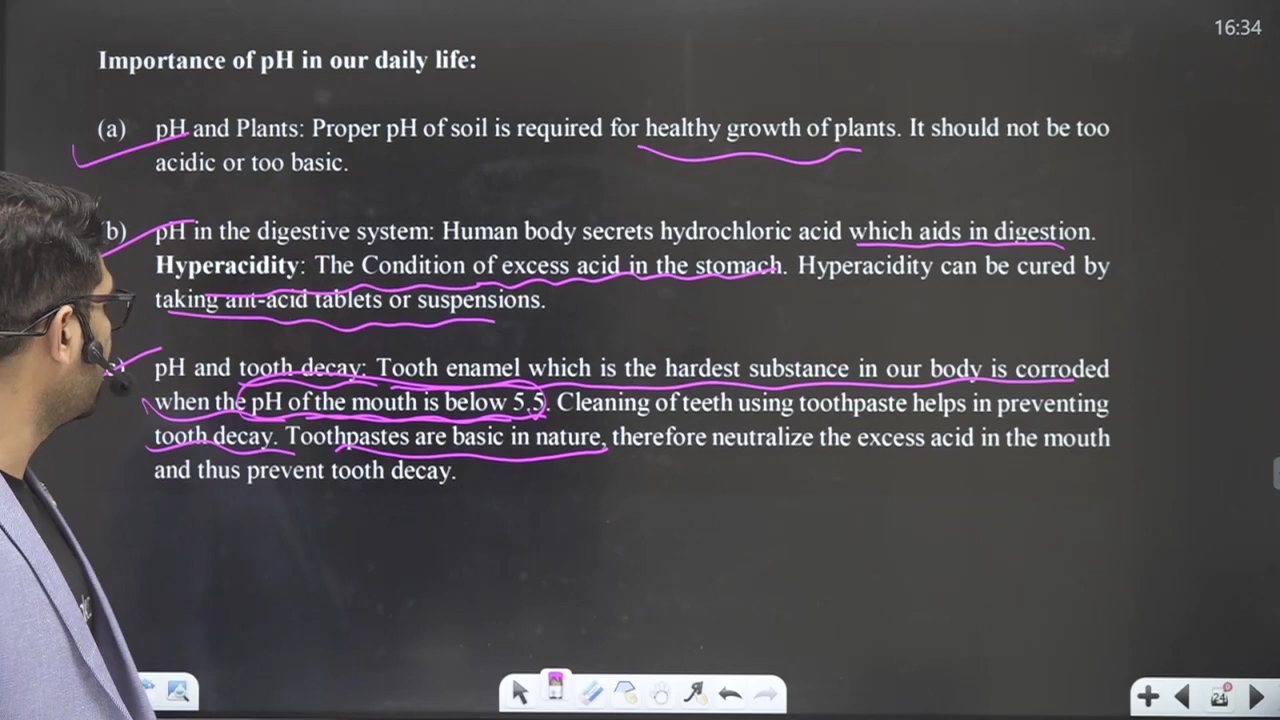 16:34
Importance of pH in our daily life:
(a) pH and Plants: Proper pH of soil is required for healthy growth of plants. It should not be too
acidic or too basic.
b) pH in the digestive system: Human body secrets hydrochloric acid which aids in digestion.
Hyperacidity: The Condition of excess acid in the stomach. Hyperacidity can be cured by
taking ant-acid tablets or suspensions.
pH and tooth decay: Tooth enamel which is the hardest substance in our body is corroded
when the pH of the mouth is below 5.5. Cleaning of teeth using toothpaste helps in preventing
tooth decay. Toothpastes are basic in nature, therefore neutralize the excess acid in the mouth
and thus prevent tooth decay.
24